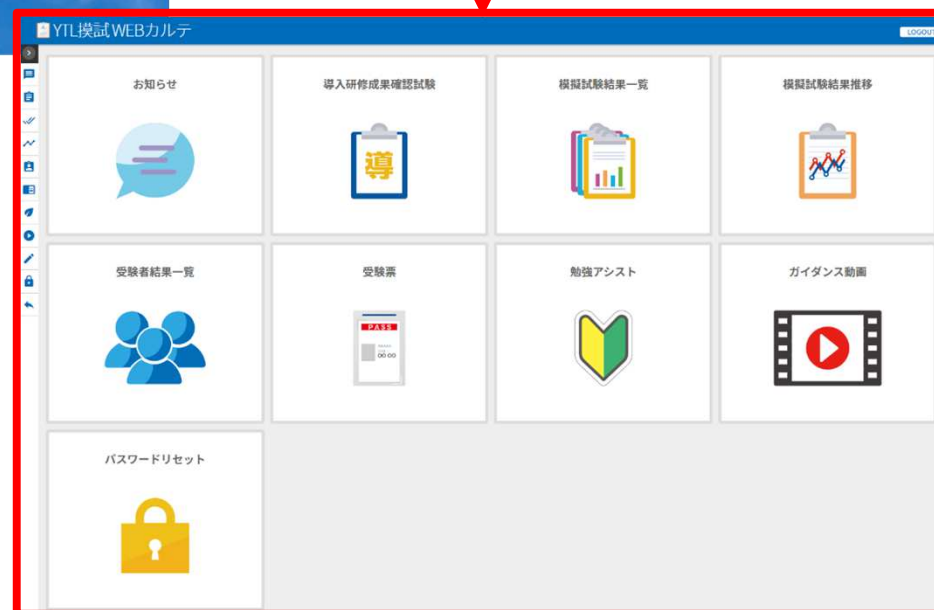 YTL摸試 WEBカルテ
LOGOUT
お知らせ
導入研修成果確認試験
模擬試験結果一覧
模擬試験結果推移
導
受験者結果一覧
受験票
勉強アシスト
ガイダンス動画
PASS
00 00
パスワードリセット